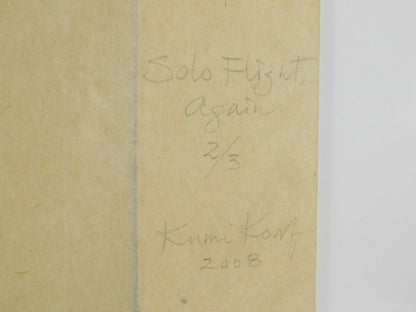 Solo Flight.
Again
2/3
Kumi Korf
2008